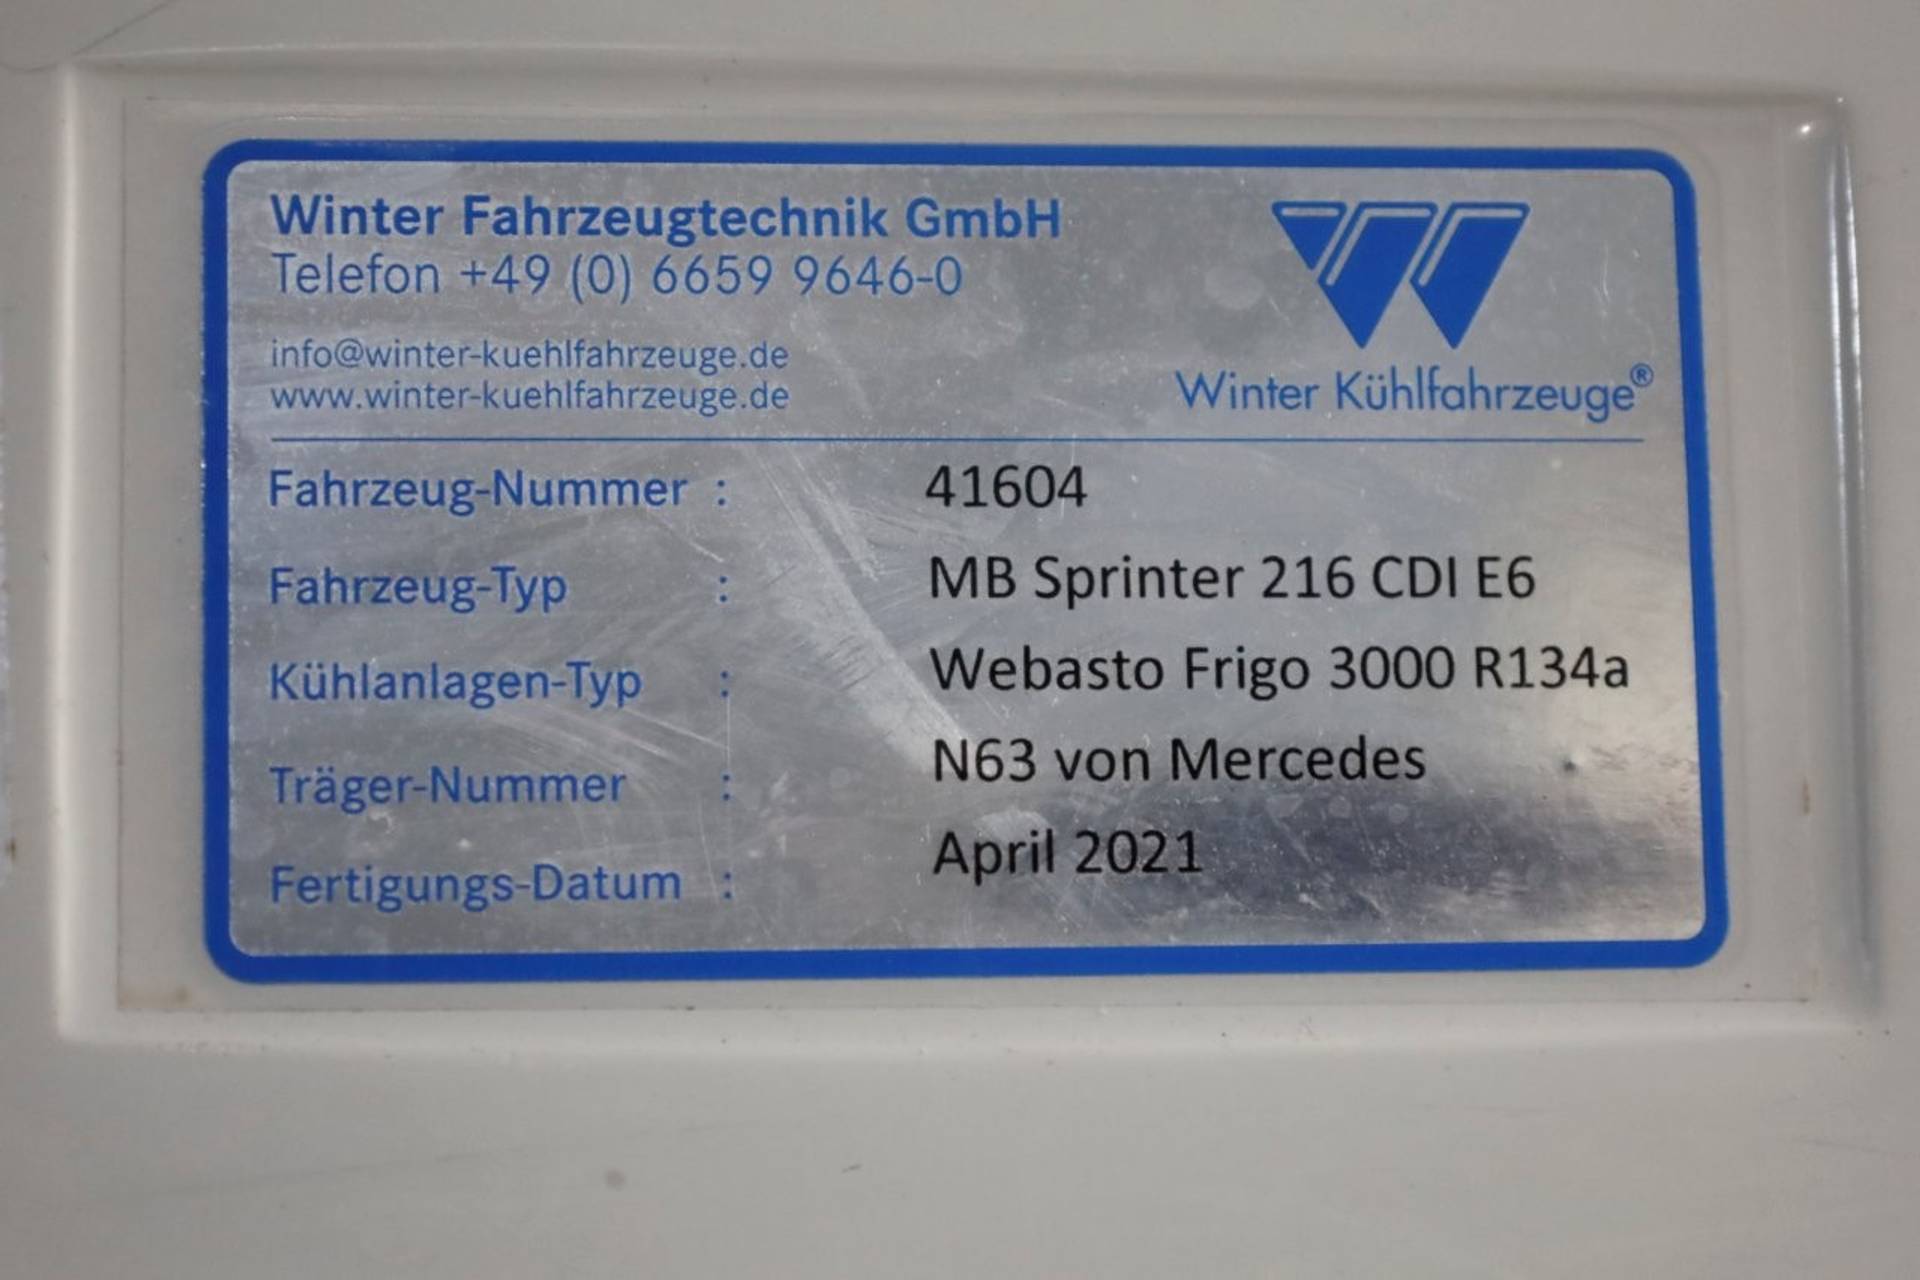 Winter Fahrzeugtechnik GmbH
Telefon +49 (0) 6659 9646-0
info@winter-kuehlfahrzeuge.de
www.winter-kuehlfahrzeuge.de
Winter Kühlfahrzeuge®
Fahrzeug-Nummer : 41604
Fahrzeug-Typ : MB Sprinter 216 CDI E6
Kühlanlagen-Typ : Webasto Frigo 3000 R134a
Träger-Nummer : N63 von Mercedes
Fertigungs-Datum : April 2021